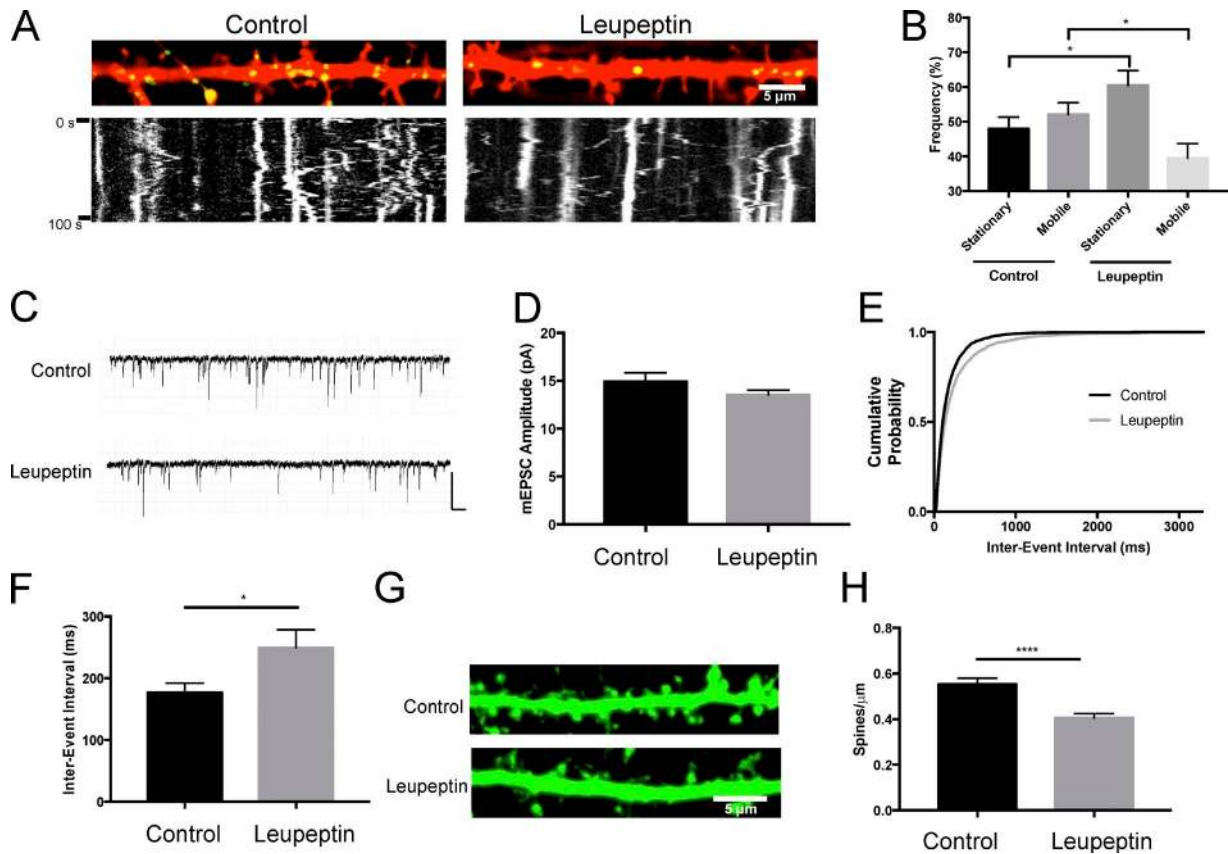 A
Control
Leupeptin
5 µm
0 s
100 s
B
Frequency (%)
80
70
60
50
40
30
*
*
Stationary
Mobile
Stationary
Mobile
Control
Leupeptin
C
Control
Leupeptin
D
mEPSC Amplitude (pA)
20
15
10
5
0
Control
Leupeptin
E
Cumulative
Probability
1.0
0.5
0.0
0
1000
2000
3000
Inter-Event Interval (ms)
Control
Leupeptin
F
Inter-Event Interval (ms)
300
200
100
0
*
Control
Leupeptin
G
Control
Leupeptin
5 µm
H
Spines/µm
0.8
0.6
0.4
0.2
0.0
****
Control
Leupeptin